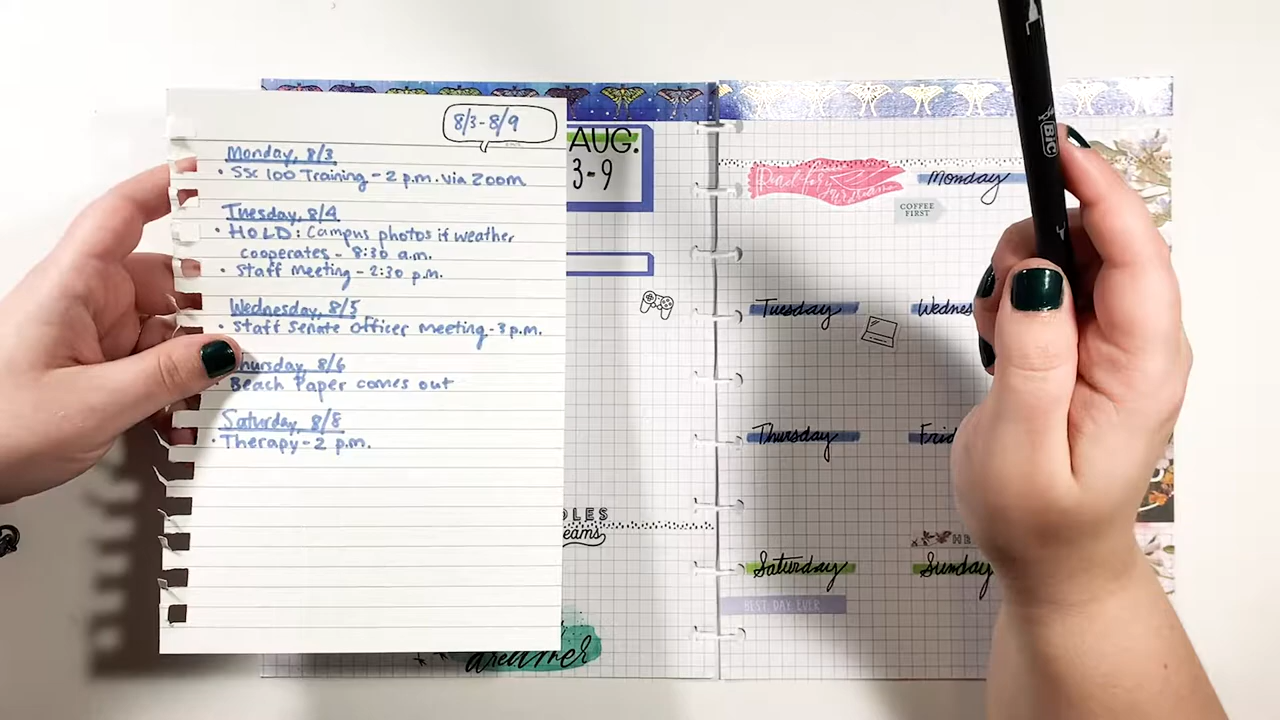 8/3-8/9
Monday, 8/3
• SSC 100 Training - 2 p.m. via Zoom
Tuesday, 8/4
• HOLD: Campus photos if weather
cooperates - 8:30 a.m.
• Staff Meeting - 2:30 p.m.
Wednesday, 8/5
• Staff Senate Officer Meeting - 3 p.m.
Thursday, 8/6
• Beach Paper comes out
Saturday, 8/8
• Therapy - 2 p.m.
AUG.
3-9
dreamer
Monday
COFFEE
FIRST
Tuesday
Wednes
Thursday
Frid
Saturday
Sunday
BEST DAY EVER
BIC